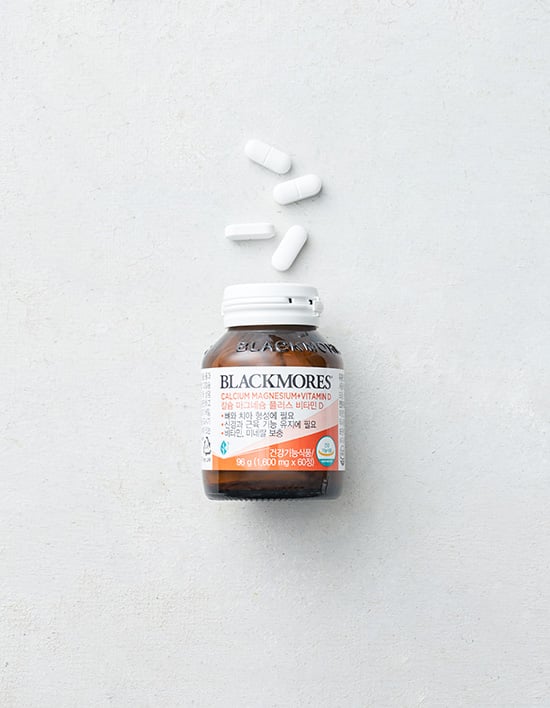 BLACKMORES
BLACKMORES
CALCIUM MAGNESIUM+VITAMIN D
칼슘 마그네슘 플러스 비타민 D
• 뼈와 치아 형성에 필요
• 신경과 근육 기능 유지에 필요
• 비타민, 미네랄 보충
건강기능식품/
96 g (1,600 mg x 60정)